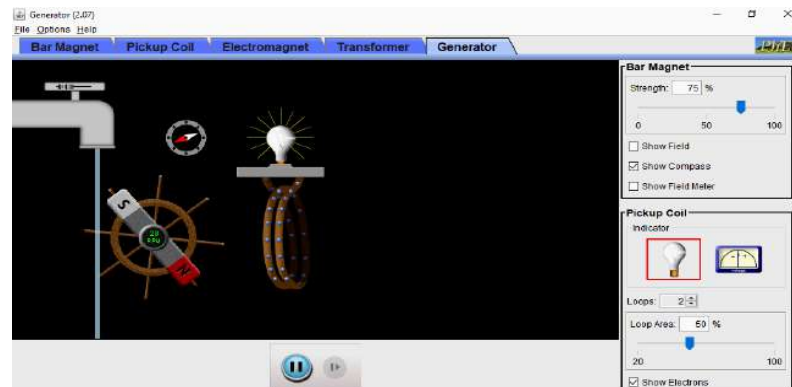 Generator (2.07)
File Options Help
Bar Magnet Pickup Coil Electromagnet Transformer Generator
PhET
Bar Magnet
Strength: 75 %
0 50 100
Show Field
Show Compass
Show Field Meter
S
N
Pickup Coil
Indicator
Loops: 2
Loop Area: 50 %
20 100
Show Electrons